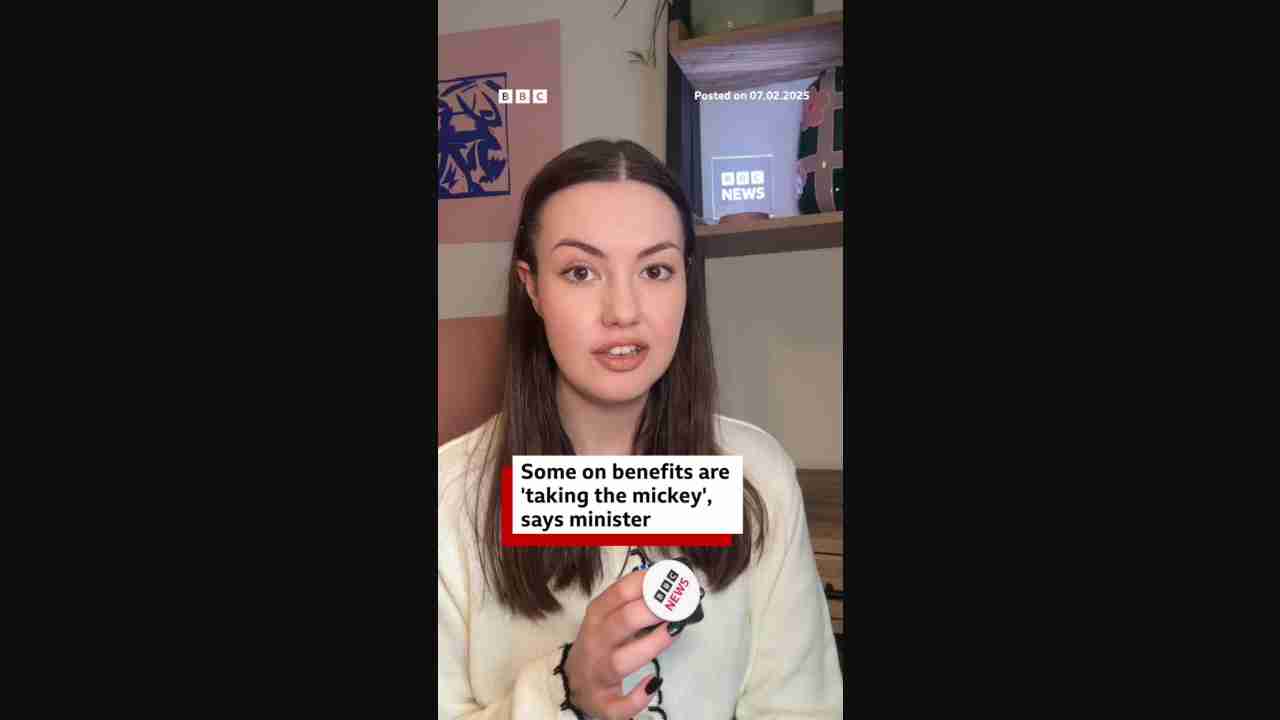 BBC
Posted on 07.02.2025
BBC
NEWS
Some on benefits are
'taking the mickey',
says minister
BBC
NEWS